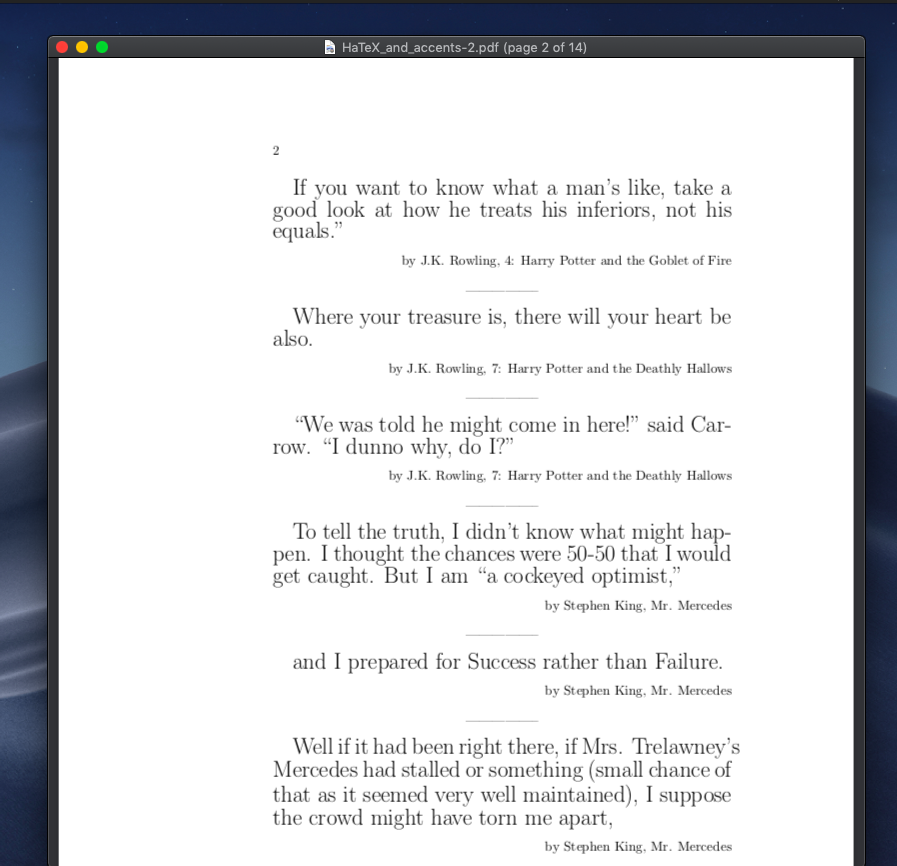 HaTeX_and_accents-2.pdf (page 2 of 14)
2
If you want to know what a man’s like, take a
good look at how he treats his inferiors, not his
equals.”
by J.K. Rowling, 4: Harry Potter and the Goblet of Fire
Where your treasure is, there will your heart be
also.
by J.K. Rowling, 7: Harry Potter and the Deathly Hallows
“We was told he might come in here!” said Car-
row. “I dunno why, do I?”
by J.K. Rowling, 7: Harry Potter and the Deathly Hallows
To tell the truth, I didn’t know what might hap-
pen. I thought the chances were 50-50 that I would
get caught. But I am “a cockeyed optimist,”
by Stephen King, Mr. Mercedes
and I prepared for Success rather than Failure.
by Stephen King, Mr. Mercedes
Well if it had been right there, if Mrs. Trelawney’s
Mercedes had stalled or something (small chance of
that as it seemed very well maintained), I suppose
the crowd might have torn me apart,
by Stephen King, Mr. Mercedes